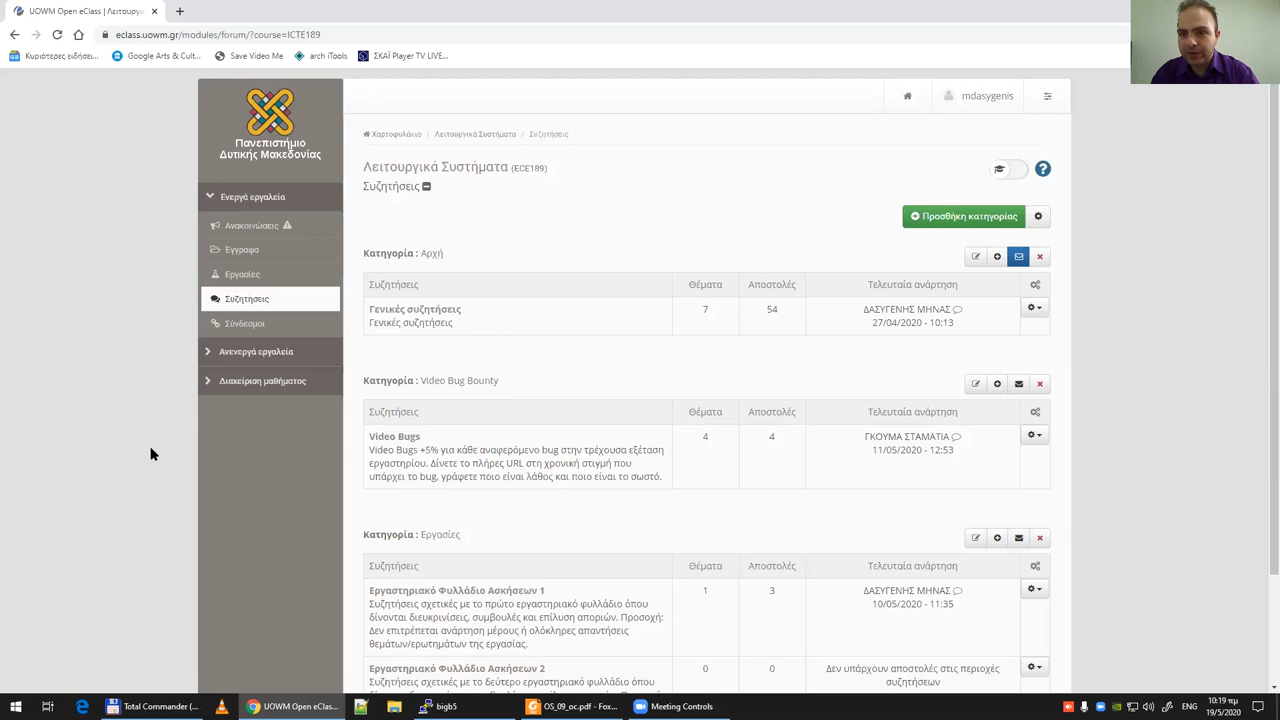 UOWM Open eClass | Λειτουργι
eclass.uowm.gr/modules/forum/?course=ICTE189
Κυριότερες ειδήσει...
Google Arts & Cult...
Save Video Me
arch iTools
ΣΚΑΪ Player TV LIVE...
Πανεπιστήμιο
Δυτικής Μακεδονίας
mdasygenis
Χαρτοφυλάκιο / Λειτουργικά Συστήματα / Συζητήσεις
Λειτουργικά Συστήματα (ECE189)
Συζητήσεις
Ενεργά εργαλεία
Ανακοινώσεις
Έγγραφα
Εργασίες
Συζητήσεις
Σύνδεσμοι
Ανενεργά εργαλεία
Διαχείριση μαθήματος
Προσθήκη κατηγορίας
Κατηγορία : Αρχή
Συζητήσεις Θέματα Αποστολές Τελευταία ανάρτηση
Γενικές συζητήσεις 7 54 ΔΑΣΥΓΕΝΗΣ ΜΗΝΑΣ
Γενικές συζητήσεις 27/04/2020 - 10:13
Κατηγορία : Video Bug Bounty
Συζητήσεις Θέματα Αποστολές Τελευταία ανάρτηση
Video Bugs 4 4 ΓΚΟΥΜΑ ΣΤΑΜΑΤΙΑ
Video Bugs +5% για κάθε αναφερόμενο bug στην τρέχουσα εξέταση 11/05/2020 - 12:53
εργαστηρίου. Δίνετε το πλήρες URL στη χρονική στιγμή που
υπάρχει το bug, γράφετε ποιο είναι λάθος και ποιο είναι το σωστό.
Κατηγορία : Εργασίες
Συζητήσεις Θέματα Αποστολές Τελευταία ανάρτηση
Εργαστηριακό Φυλλάδιο Ασκήσεων 1 1 3 ΔΑΣΥΓΕΝΗΣ ΜΗΝΑΣ
Συζητήσεις σχετικές με το πρώτο εργαστηριακό φυλλάδιο όπου 10/05/2020 - 11:35
δίνονται διευκρινίσεις, συμβουλές και επίλυση αποριών. Προσοχή:
Δεν επιτρέπεται ανάρτηση μέρους ή ολόκληρες απαντήσεις
θεμάτων/ερωτημάτων της εργασίας.
Εργαστηριακό Φυλλάδιο Ασκήσεων 2 0 0 Δεν υπάρχουν αποστολές στις περιοχές
Συζητήσεις σχετικές με το δεύτερο εργαστηριακό φυλλάδιο όπου συζητήσεων
Total Commander (...
UOWM Open eClas...
big5
OS_09_oc.pdf - Fox...
Meeting Controls
ENG
10:19 πμ
19/5/2020